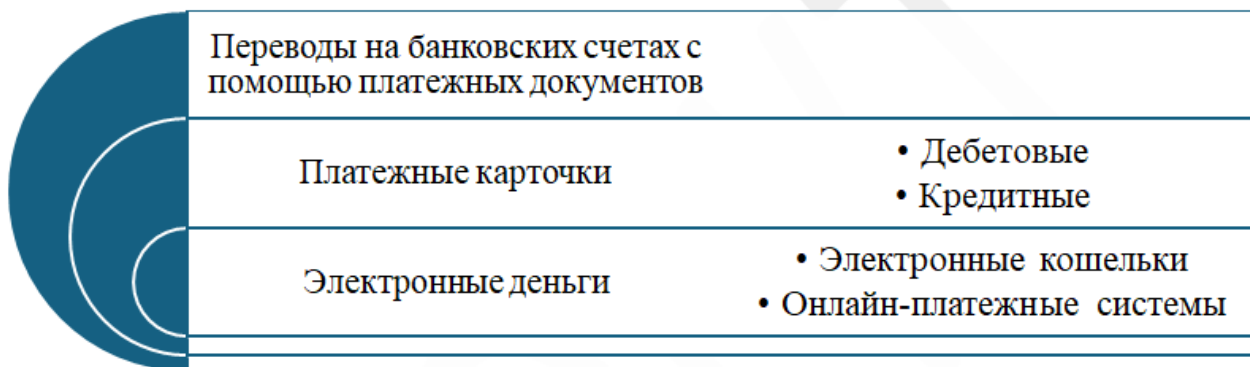 Переводы на банковских счетах с
помощью платежных документов
Платежные карточки
• Дебетовые
• Кредитные
Электронные деньги
• Электронные кошельки
• Онлайн-платежные системы